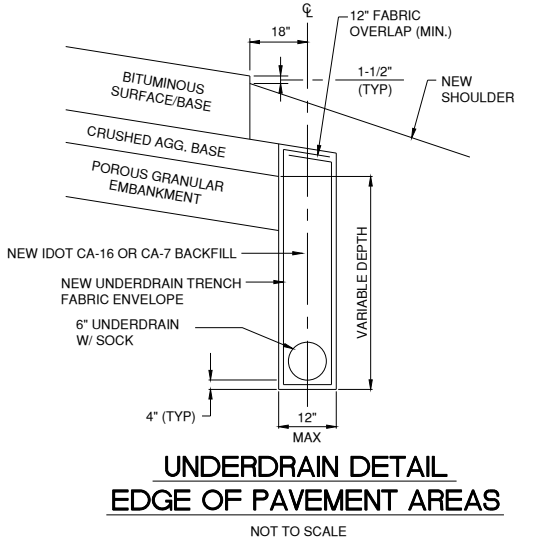 ℄
18"
12" FABRIC
OVERLAP (MIN.)
1-1/2"
(TYP)
NEW
SHOULDER
BITUMINOUS
SURFACE/BASE
CRUSHED AGG. BASE
POROUS GRANULAR
EMBANKMENT
NEW IDOT CA-16 OR CA-7 BACKFILL
NEW UNDERDRAIN TRENCH
FABRIC ENVELOPE
VARIABLE DEPTH
6" UNDERDRAIN
W/ SOCK
4" (TYP)
12"
MAX
UNDERDRAIN DETAIL
EDGE OF PAVEMENT AREAS
NOT TO SCALE